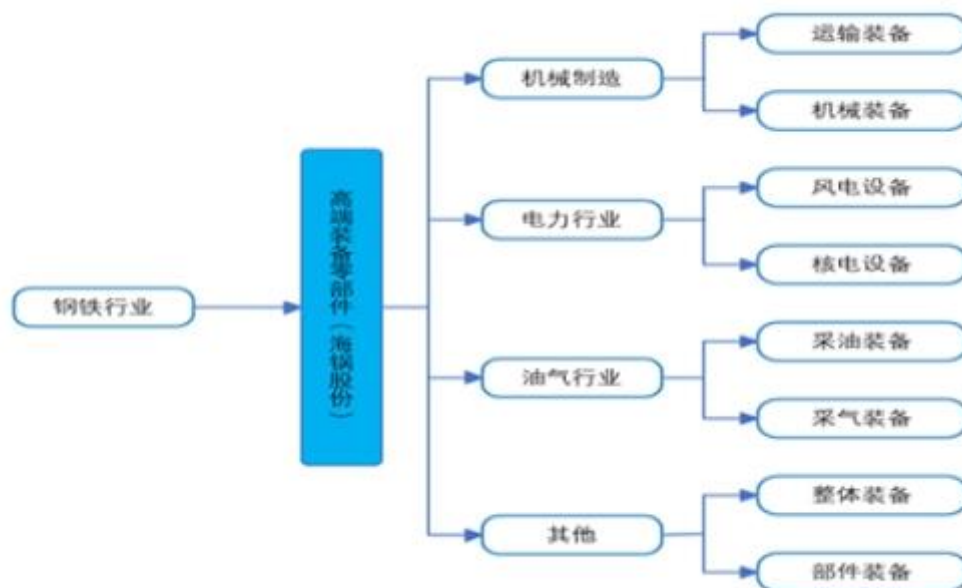 钢铁行业
高端装备零部件（海锅股份）
机械制造
运输装备
机械装备
电力行业
风电设备
核电设备
油气行业
采油装备
采气装备
其他
整体装备
部件装备